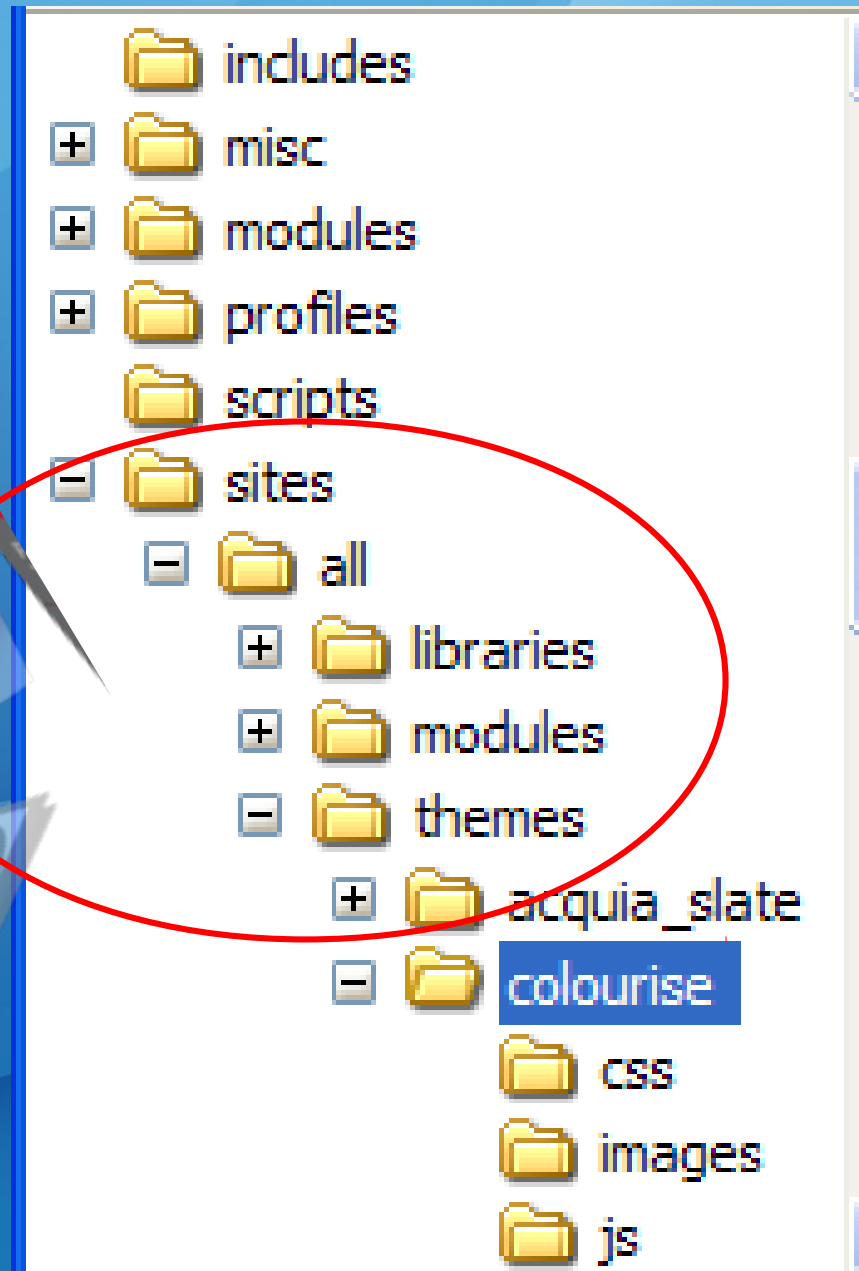 includes
misc
modules
profiles
scripts
sites
all
libraries
modules
themes
acquia_slate
colourise
css
images
js